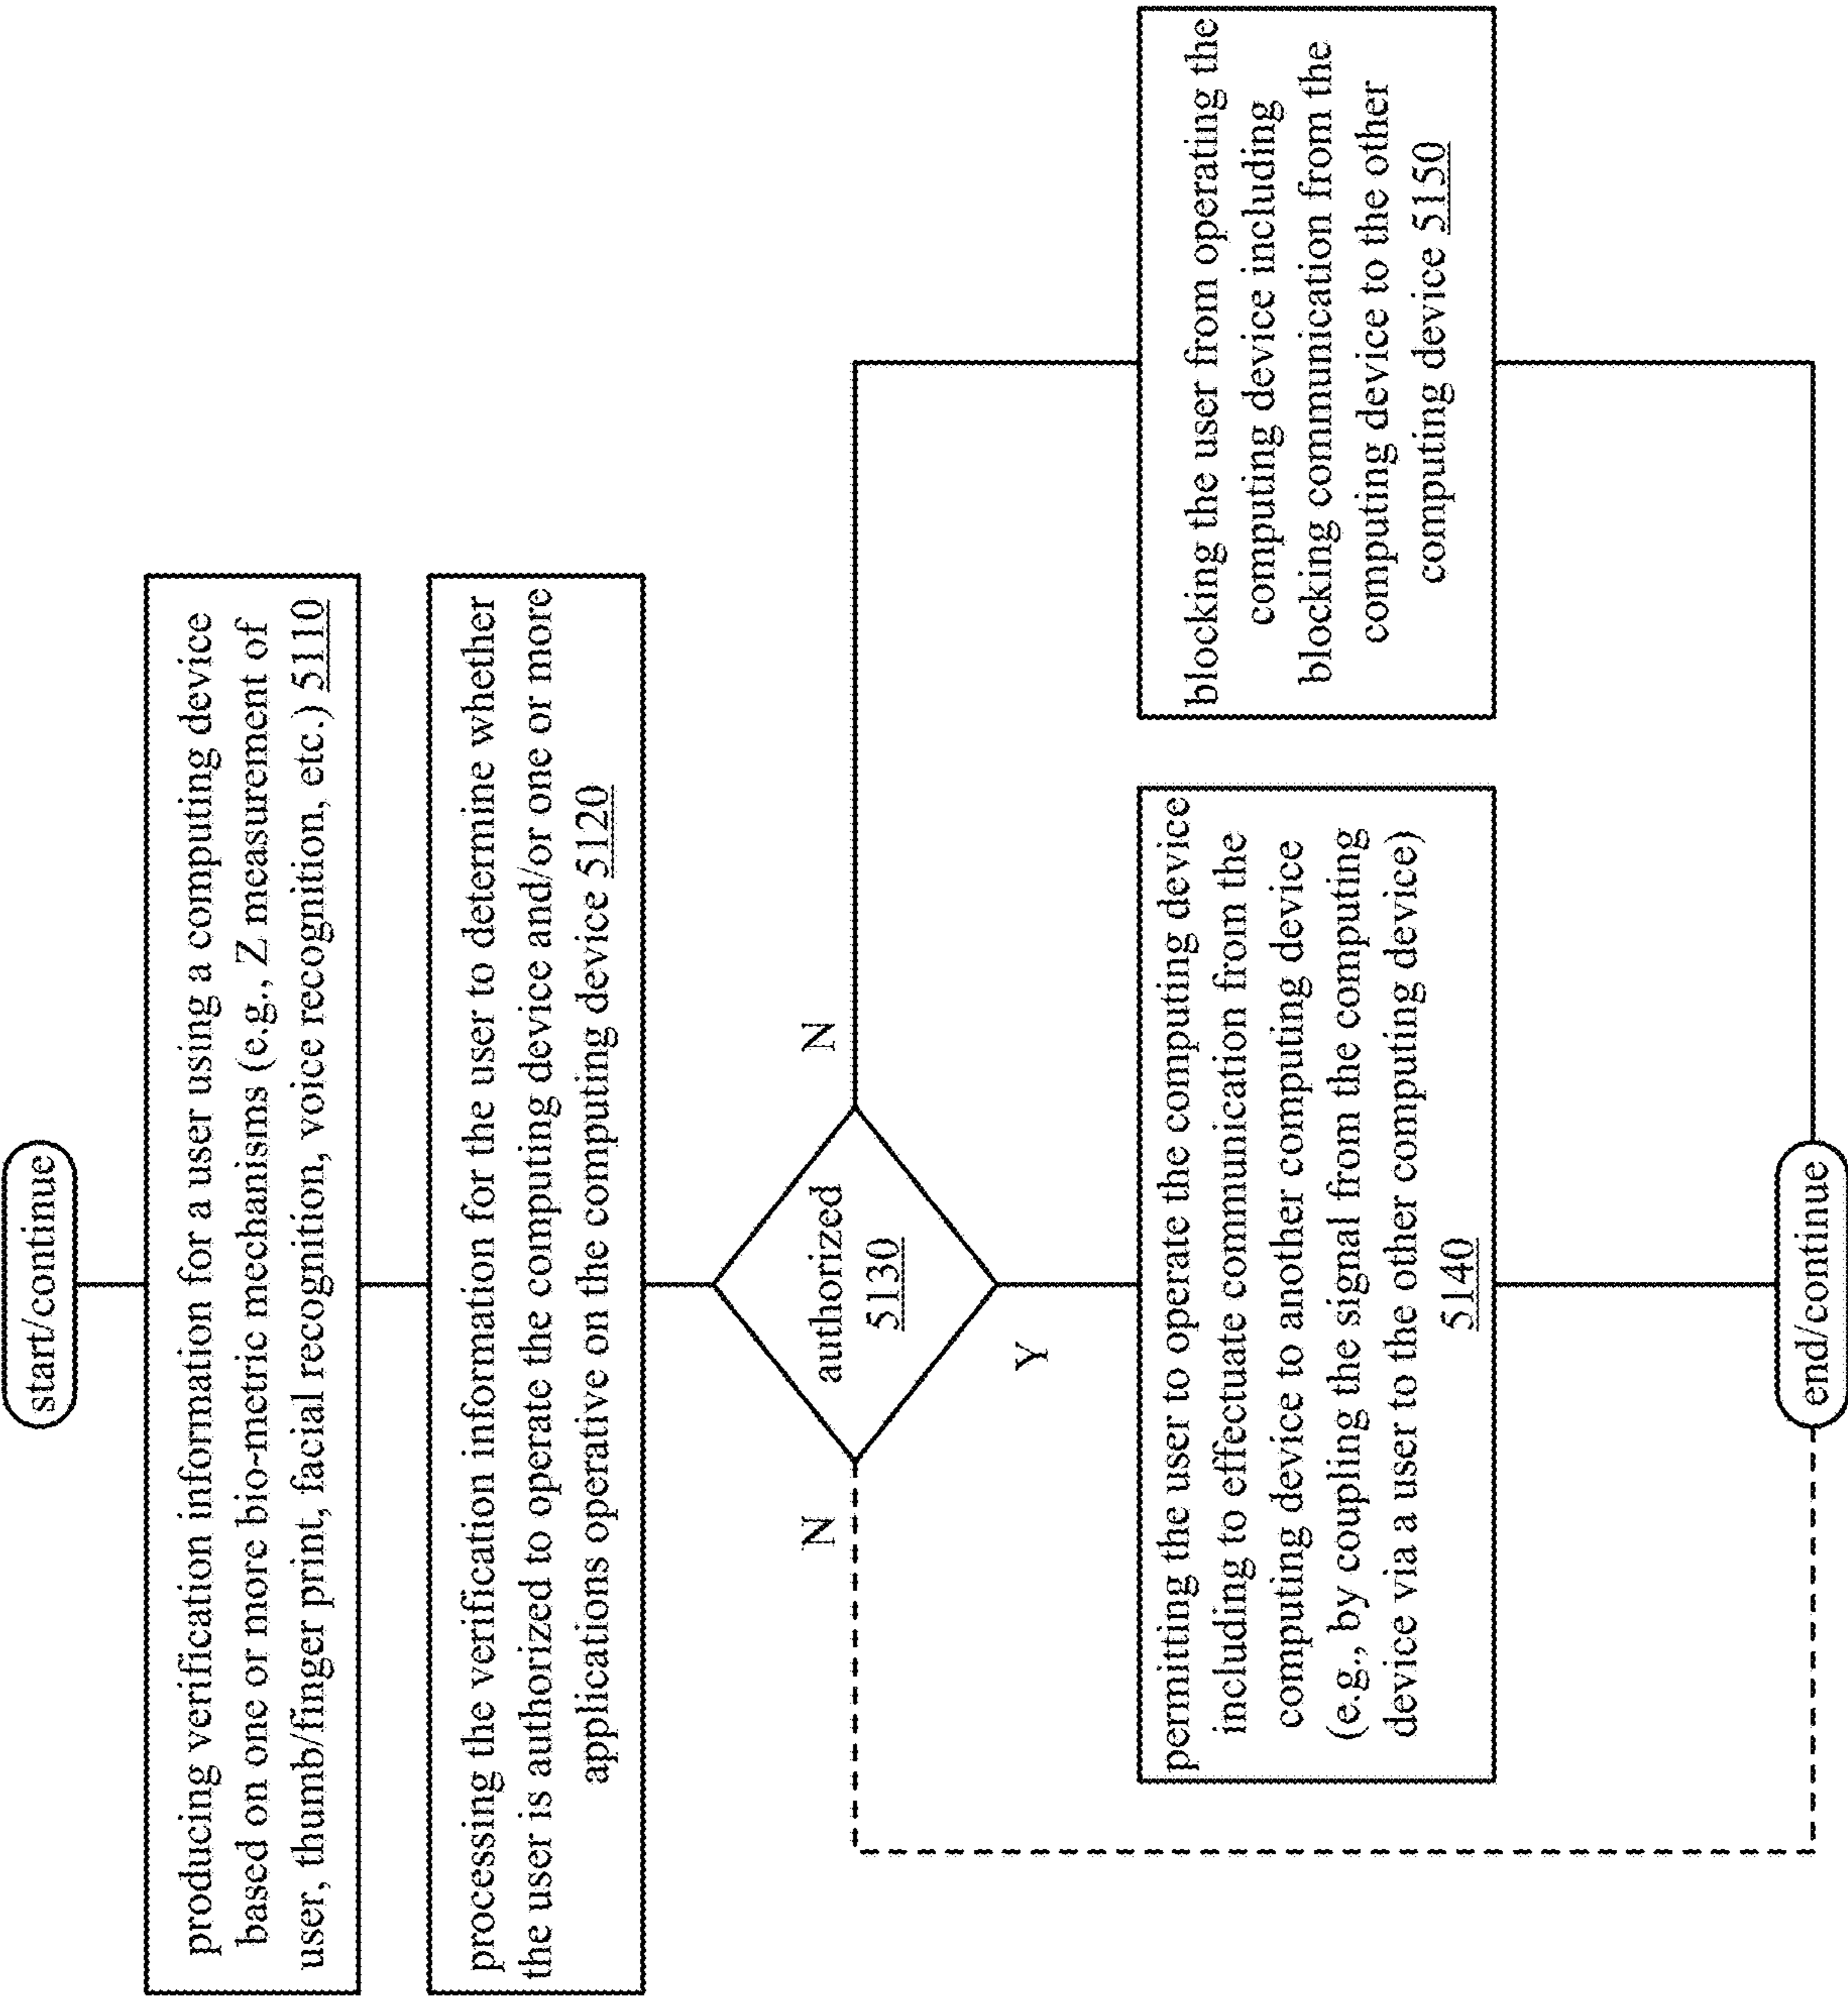 start/continue
producing verification information for a user using a computing device
based on one or more bio-metric mechanisms (e.g., Z measurement of
user, thumb/finger print, facial recognition, voice recognition, etc.) 5110
processing the verification information for the user to determine whether
the user is authorized to operate the computing device and/or one or more
applications operative on the computing device 5120
N
authorized
5130
N
Y
permiting the user to operate the computing device
including to effectuate communication from the
computing device to another computing device
(e.g., by coupling the signal from the computing
device via a user to the other computing device)
5140
blocking the user from operating the
computing device including
blocking communication from the
computing device to the other
computing device 5150
end/continue